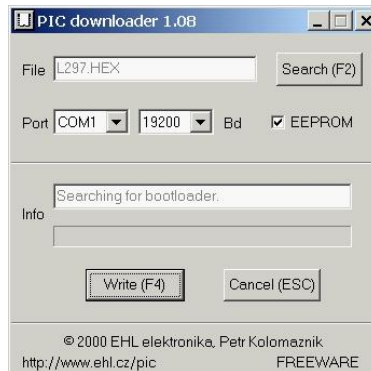 PIC downloader 1.08
File L297.HEX Search (F2)
Port COM1 19200 Bd EEPROM
Searching for bootloader.
Info
Write (F4) Cancel (ESC)
© 2000 EHL elektronika, Petr Kolomaznik
http://www.ehl.cz/pic FREEWARE